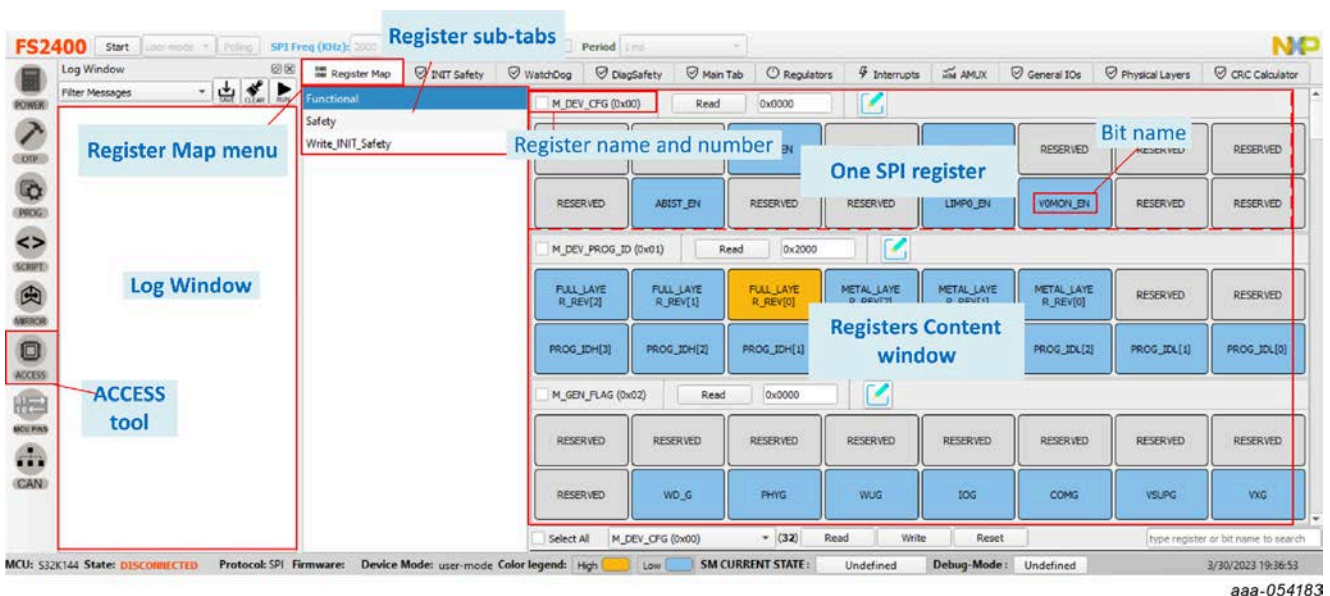 Register sub-tabs
FS2400 Start user-mode Polling SPI Freq (KHz): 2000 Period 1 ms NXP
Log Window
Register Map INIT Safety WatchDog DiagSafety Main Tab Regulators Interrupts AMUX General IOs Physical Layers CRC Calculator
Filter Messages SAVE CLEAR RUN
POWER
OTP
PROG
SCRIPT
MIRROR
ACCESS
MCU PINS
CAN
Functional
Safety
Write_INIT_Safety
Register Map menu
Log Window
ACCESS
tool
M_DEV_CFG (0x00) Read 0x0000
Register name and number
Bit name
One SPI register
EN RESERVED RESERVED RESERVED
RESERVED ABIST_EN RESERVED RESERVED LIMP0_EN V0MON_EN RESERVED RESERVED
M_DEV_PROG_ID (0x01) Read 0x2000
FULL_LAYE FULL_LAYE FULL_LAYE METAL_LAYE METAL_LAYE METAL_LAYE RESERVED RESERVED
R_REV[2] R_REV[1] R_REV[0] R_REV[2] R_REV[1] R_REV[0]
Registers Content
window
PROG_IDH[3] PROG_IDH[2] PROG_IDH[1] PROG_IDL[2] PROG_IDL[1] PROG_IDL[0]
M_GEN_FLAG (0x02) Read 0x0000
RESERVED RESERVED RESERVED RESERVED RESERVED RESERVED RESERVED RESERVED
RESERVED WD_G PHYG WUG IOG COMG VSUPG VXG
Select All M_DEV_CFG (0x00) (32) Read Write Reset type register or bit name to search
MCU: S32K144 State: DISCONNECTED Protocol: SPI Firmware: Device Mode: user-mode Color legend: High Low SM CURRENT STATE: Undefined Debug-Mode: Undefined 3/30/2023 19:36:53
aaa-054183